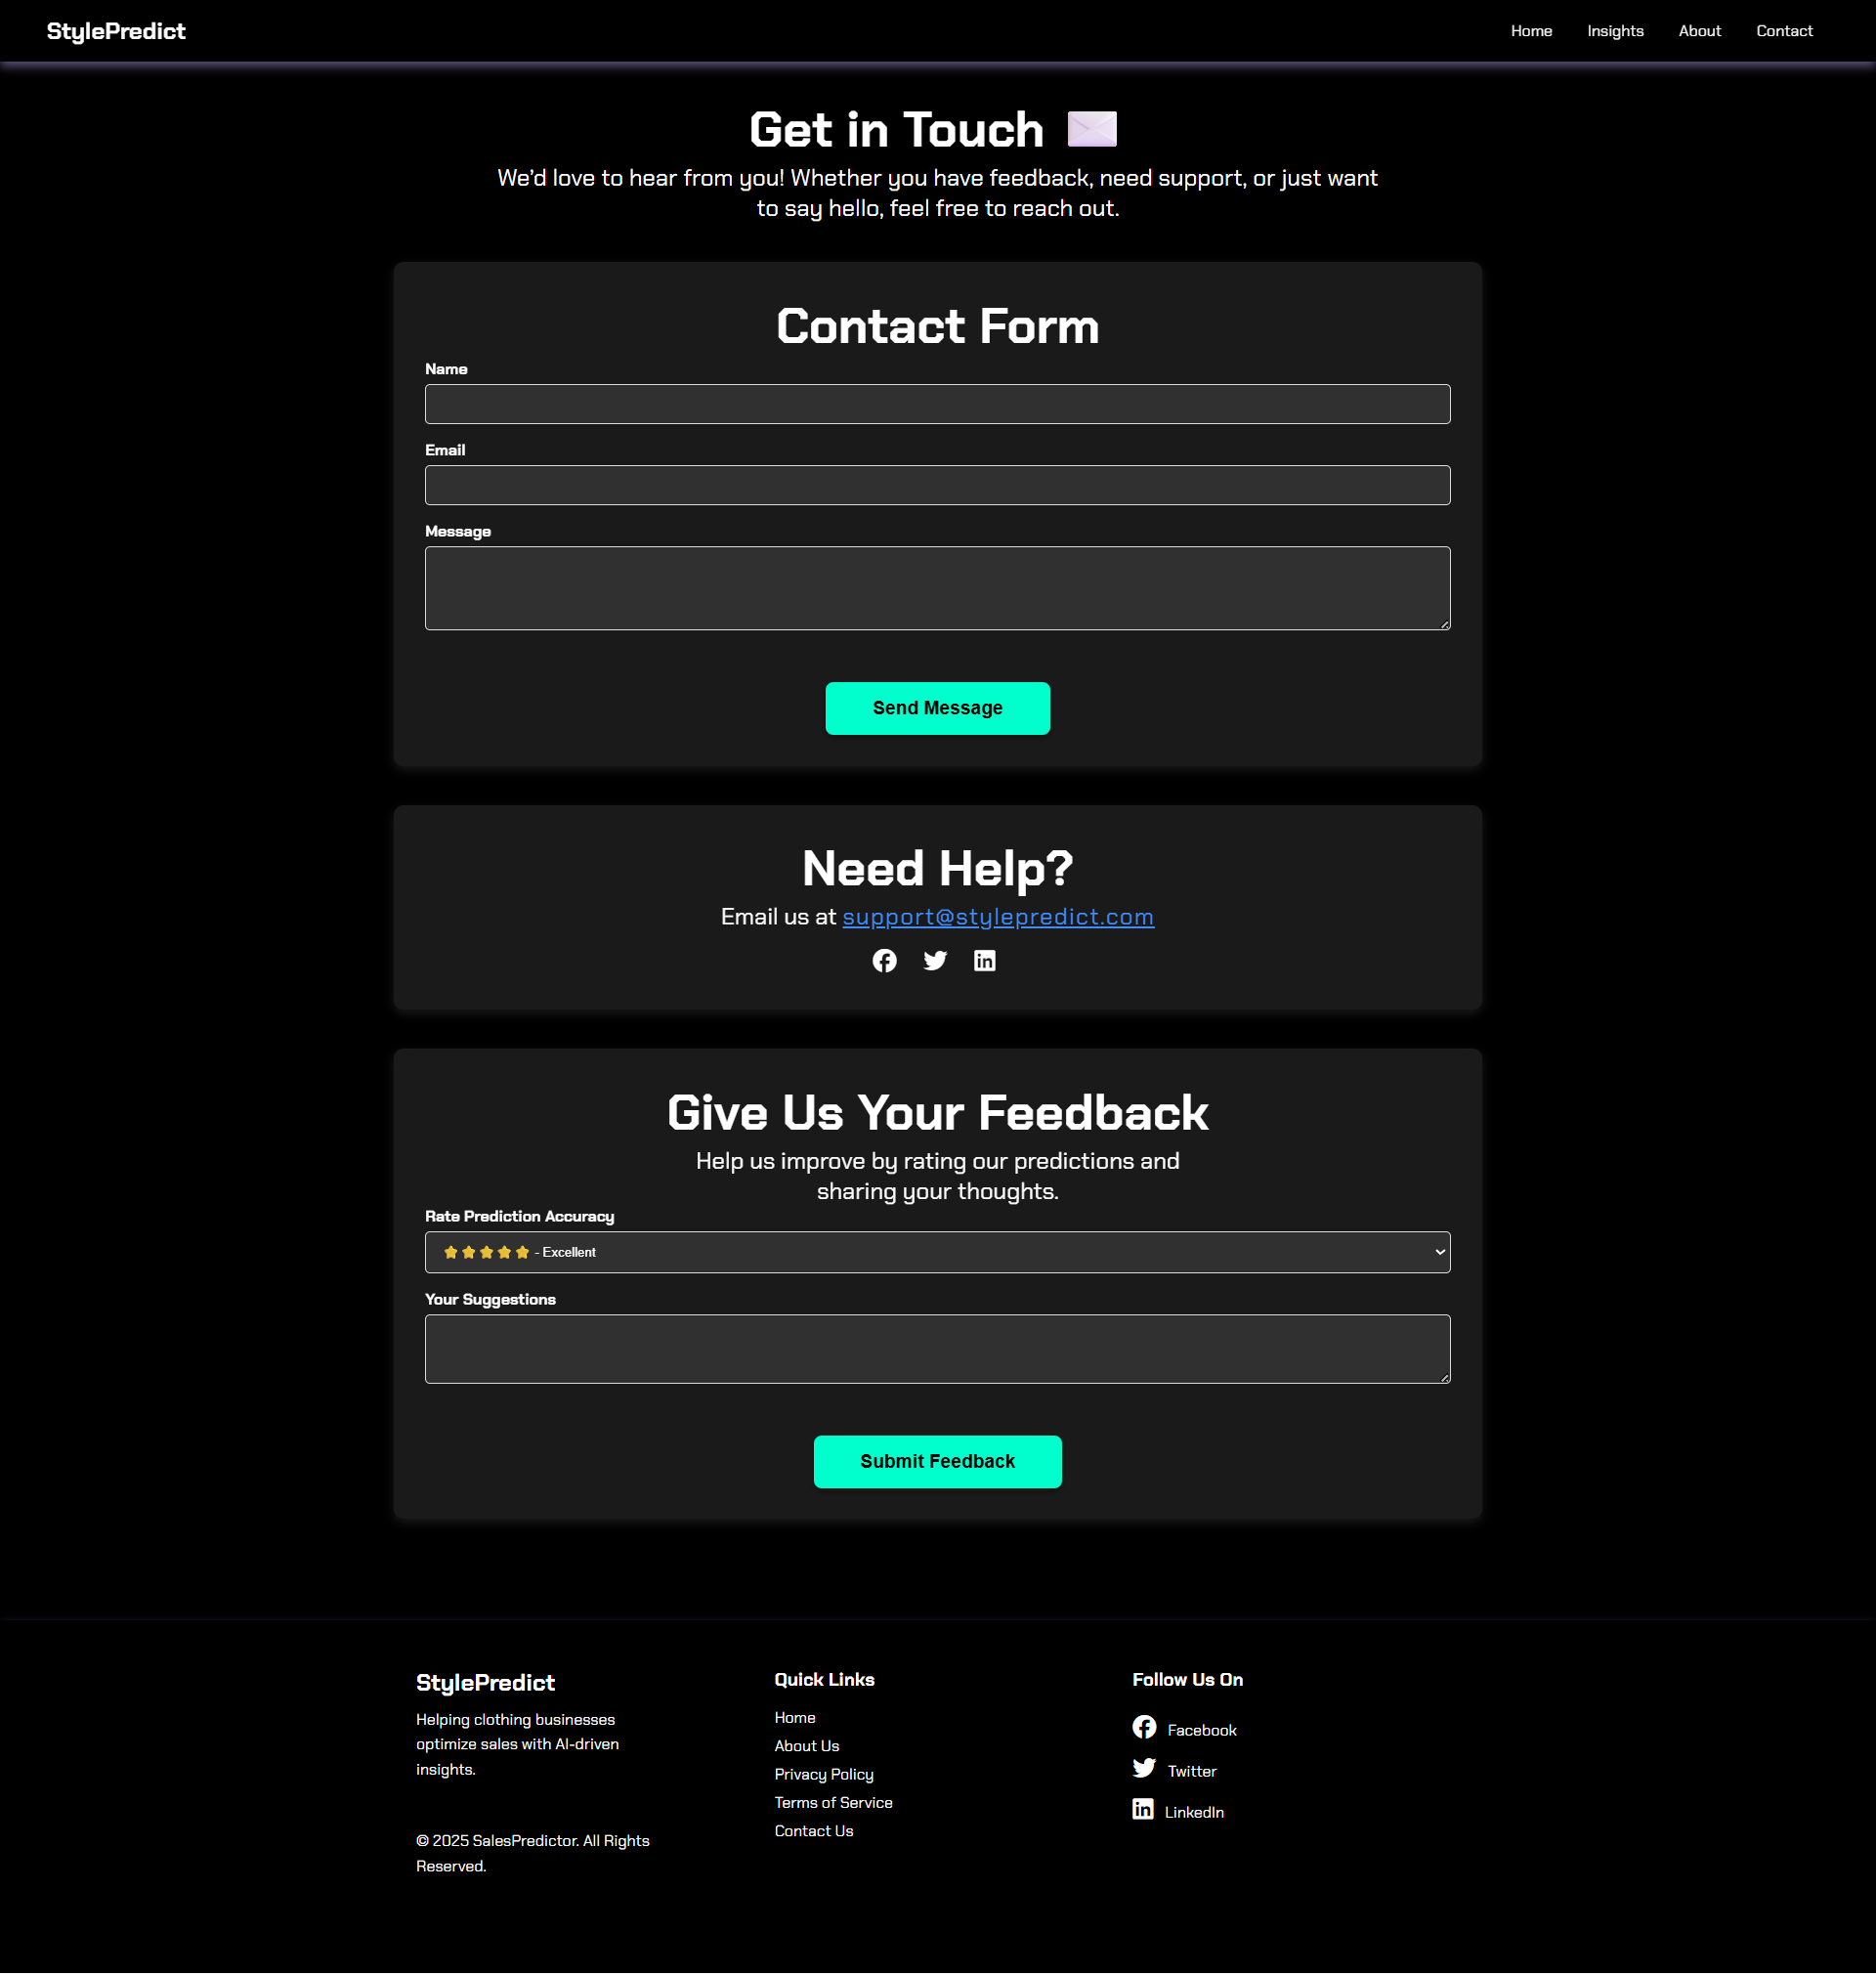 StylePredict
Home
Insights
About
Contact
Get in Touch
We'd love to hear from you! Whether you have feedback, need support, or just want
to say hello, feel free to reach out.
Contact Form
Name
Email
Message
Send Message
Need Help?
Email us at support@stylepredict.com
Give Us Your Feedback
Help us improve by rating our predictions and
sharing your thoughts.
Rate Prediction Accuracy
⭐⭐⭐⭐⭐ - Excellent
Your Suggestions
Submit Feedback
StylePredict
Helping clothing businesses
optimize sales with AI-driven
insights.
© 2025 SalesPredictor. All Rights
Reserved.
Quick Links
Home
About Us
Privacy Policy
Terms of Service
Contact Us
Follow Us On
Facebook
Twitter
LinkedIn